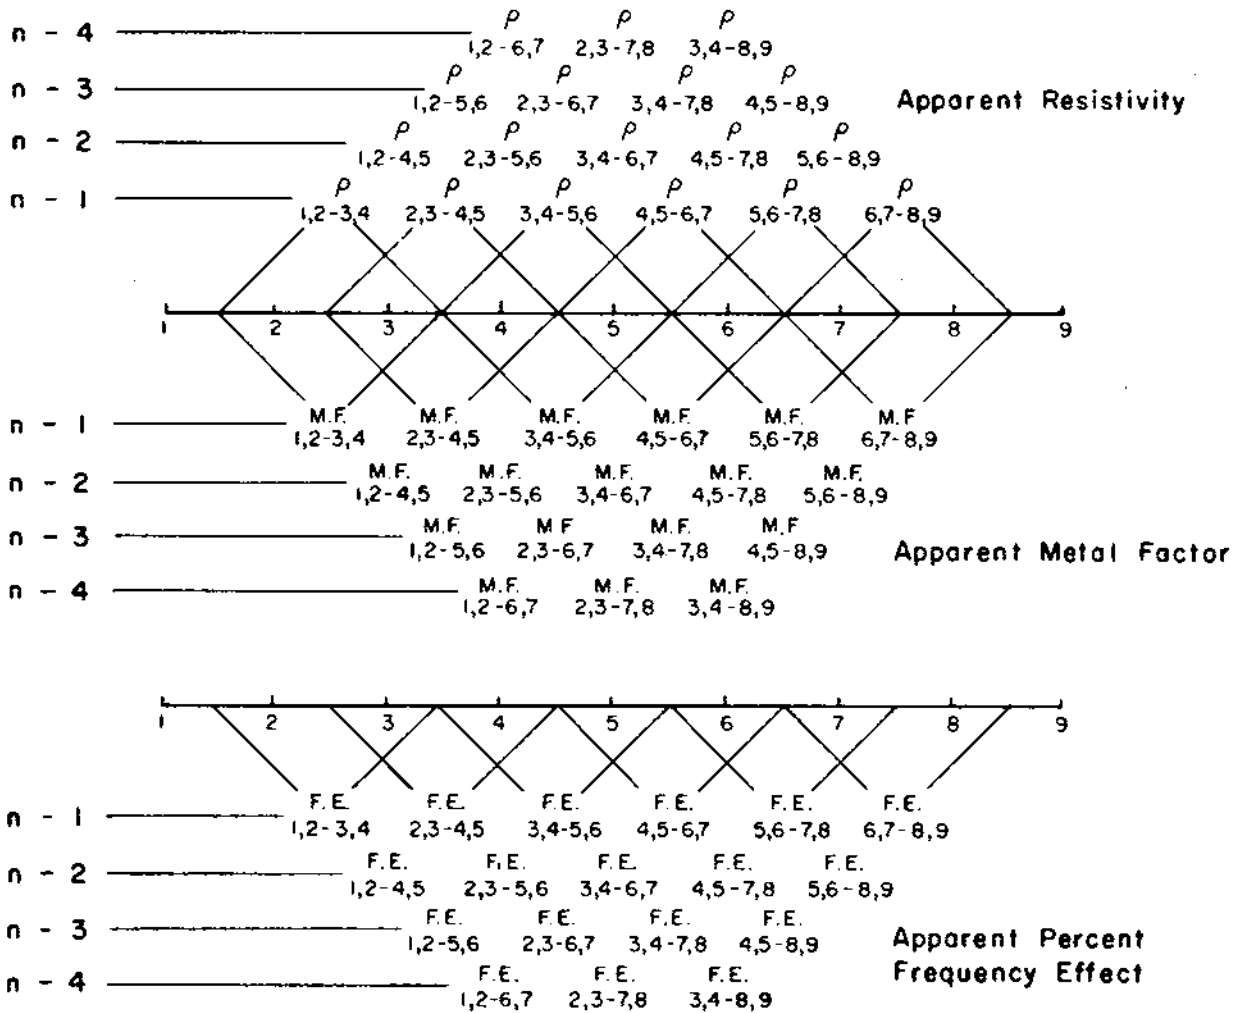 n - 4 ρ ρ ρ
1,2-6,7 2,3-7,8 3,4-8,9
n - 3 ρ ρ ρ ρ
1,2-5,6 2,3-6,7 3,4-7,8 4,5-8,9
Apparent Resistivity
n - 2 ρ ρ ρ ρ ρ
1,2-4,5 2,3-5,6 3,4-6,7 4,5-7,8 5,6-8,9
n - 1 ρ ρ ρ ρ ρ ρ
1,2-3,4 2,3-4,5 3,4-5,6 4,5-6,7 5,6-7,8 6,7-8,9
1 2 3 4 5 6 7 8 9
n - 1 M.F. M.F. M.F. M.F. M.F. M.F
1,2-3,4 2,3-4,5 3,4-5,6 4,5-6,7 5,6-7,8 6,7-8,9
n - 2 M.F. M.F. M.F. M.F. M.F.
1,2-4,5 2,3-5,6 3,4-6,7 4,5-7,8 5,6-8,9
n - 3 M.F. M.F M.F. M.F
1,2-5,6 2,3-6,7 3,4-7,8 4,5-8,9
Apparent Metal Factor
n - 4 M.F. M.F. M.F.
1,2-6,7 2,3-7,8 3,4-8,9
1 2 3 4 5 6 7 8 9
n - 1 F.E. F.E. F.E. F.E. F.E. F.E.
1,2-3,4 2,3-4,5 3,4-5,6 4,5-6,7 5,6-7,8 6,7-8,9
n - 2 F.E. F.E. F.E. F.E. F.E.
1,2-4,5 2,3-5,6 3,4-6,7 4,5-7,8 5,6-8,9
n - 3 F.E. F.E. F.E. F.E.
1,2-5,6 2,3-6,7 3,4-7,8 4,5-8,9
Apparent Percent
Frequency Effect
n - 4 F.E. F.E. F.E.
1,2-6,7 2,3-7,8 3,4-8,9